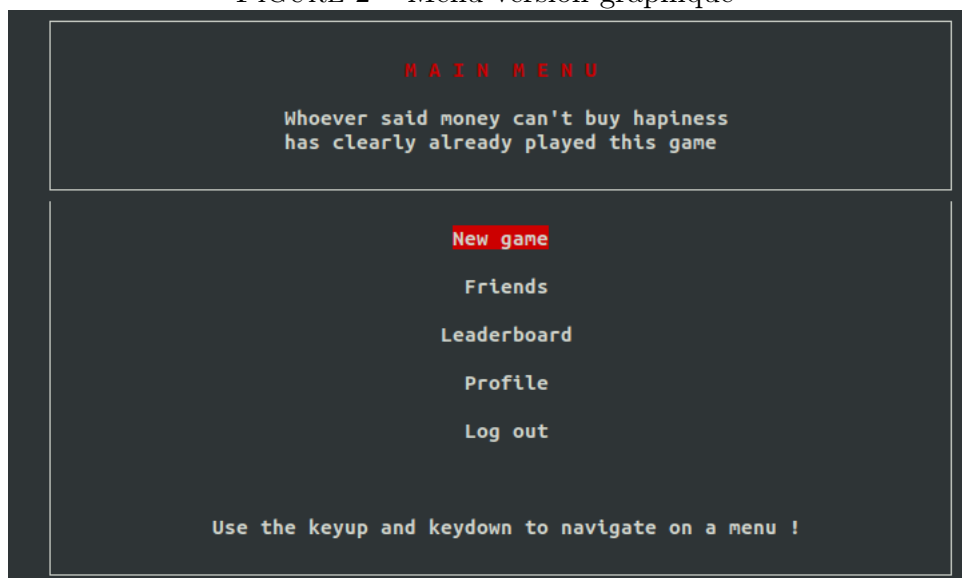 FIGURE 2 – Menu version graphique
M A I N M E N U
Whoever said money can't buy hapiness
has clearly already played this game
New game
Friends
Leaderboard
Profile
Log out
Use the keyup and keydown to navigate on a menu !